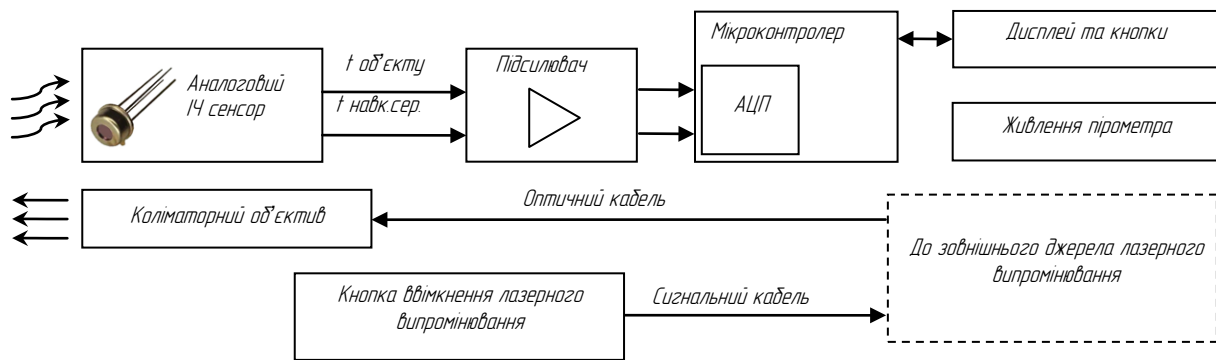 Аналоговий
ІЧ сенсор
t об'єкту
t навк.сер.
Підсилювач
Мікроконтролер
АЦП
Дисплей та кнопки
Живлення пірометра
Коліматорний об'єктив
Оптичний кабель
До зовнішнього джерела лазерного
випромінювання
Кнопка ввімкнення лазерного
випромінювання
Сигнальний кабель